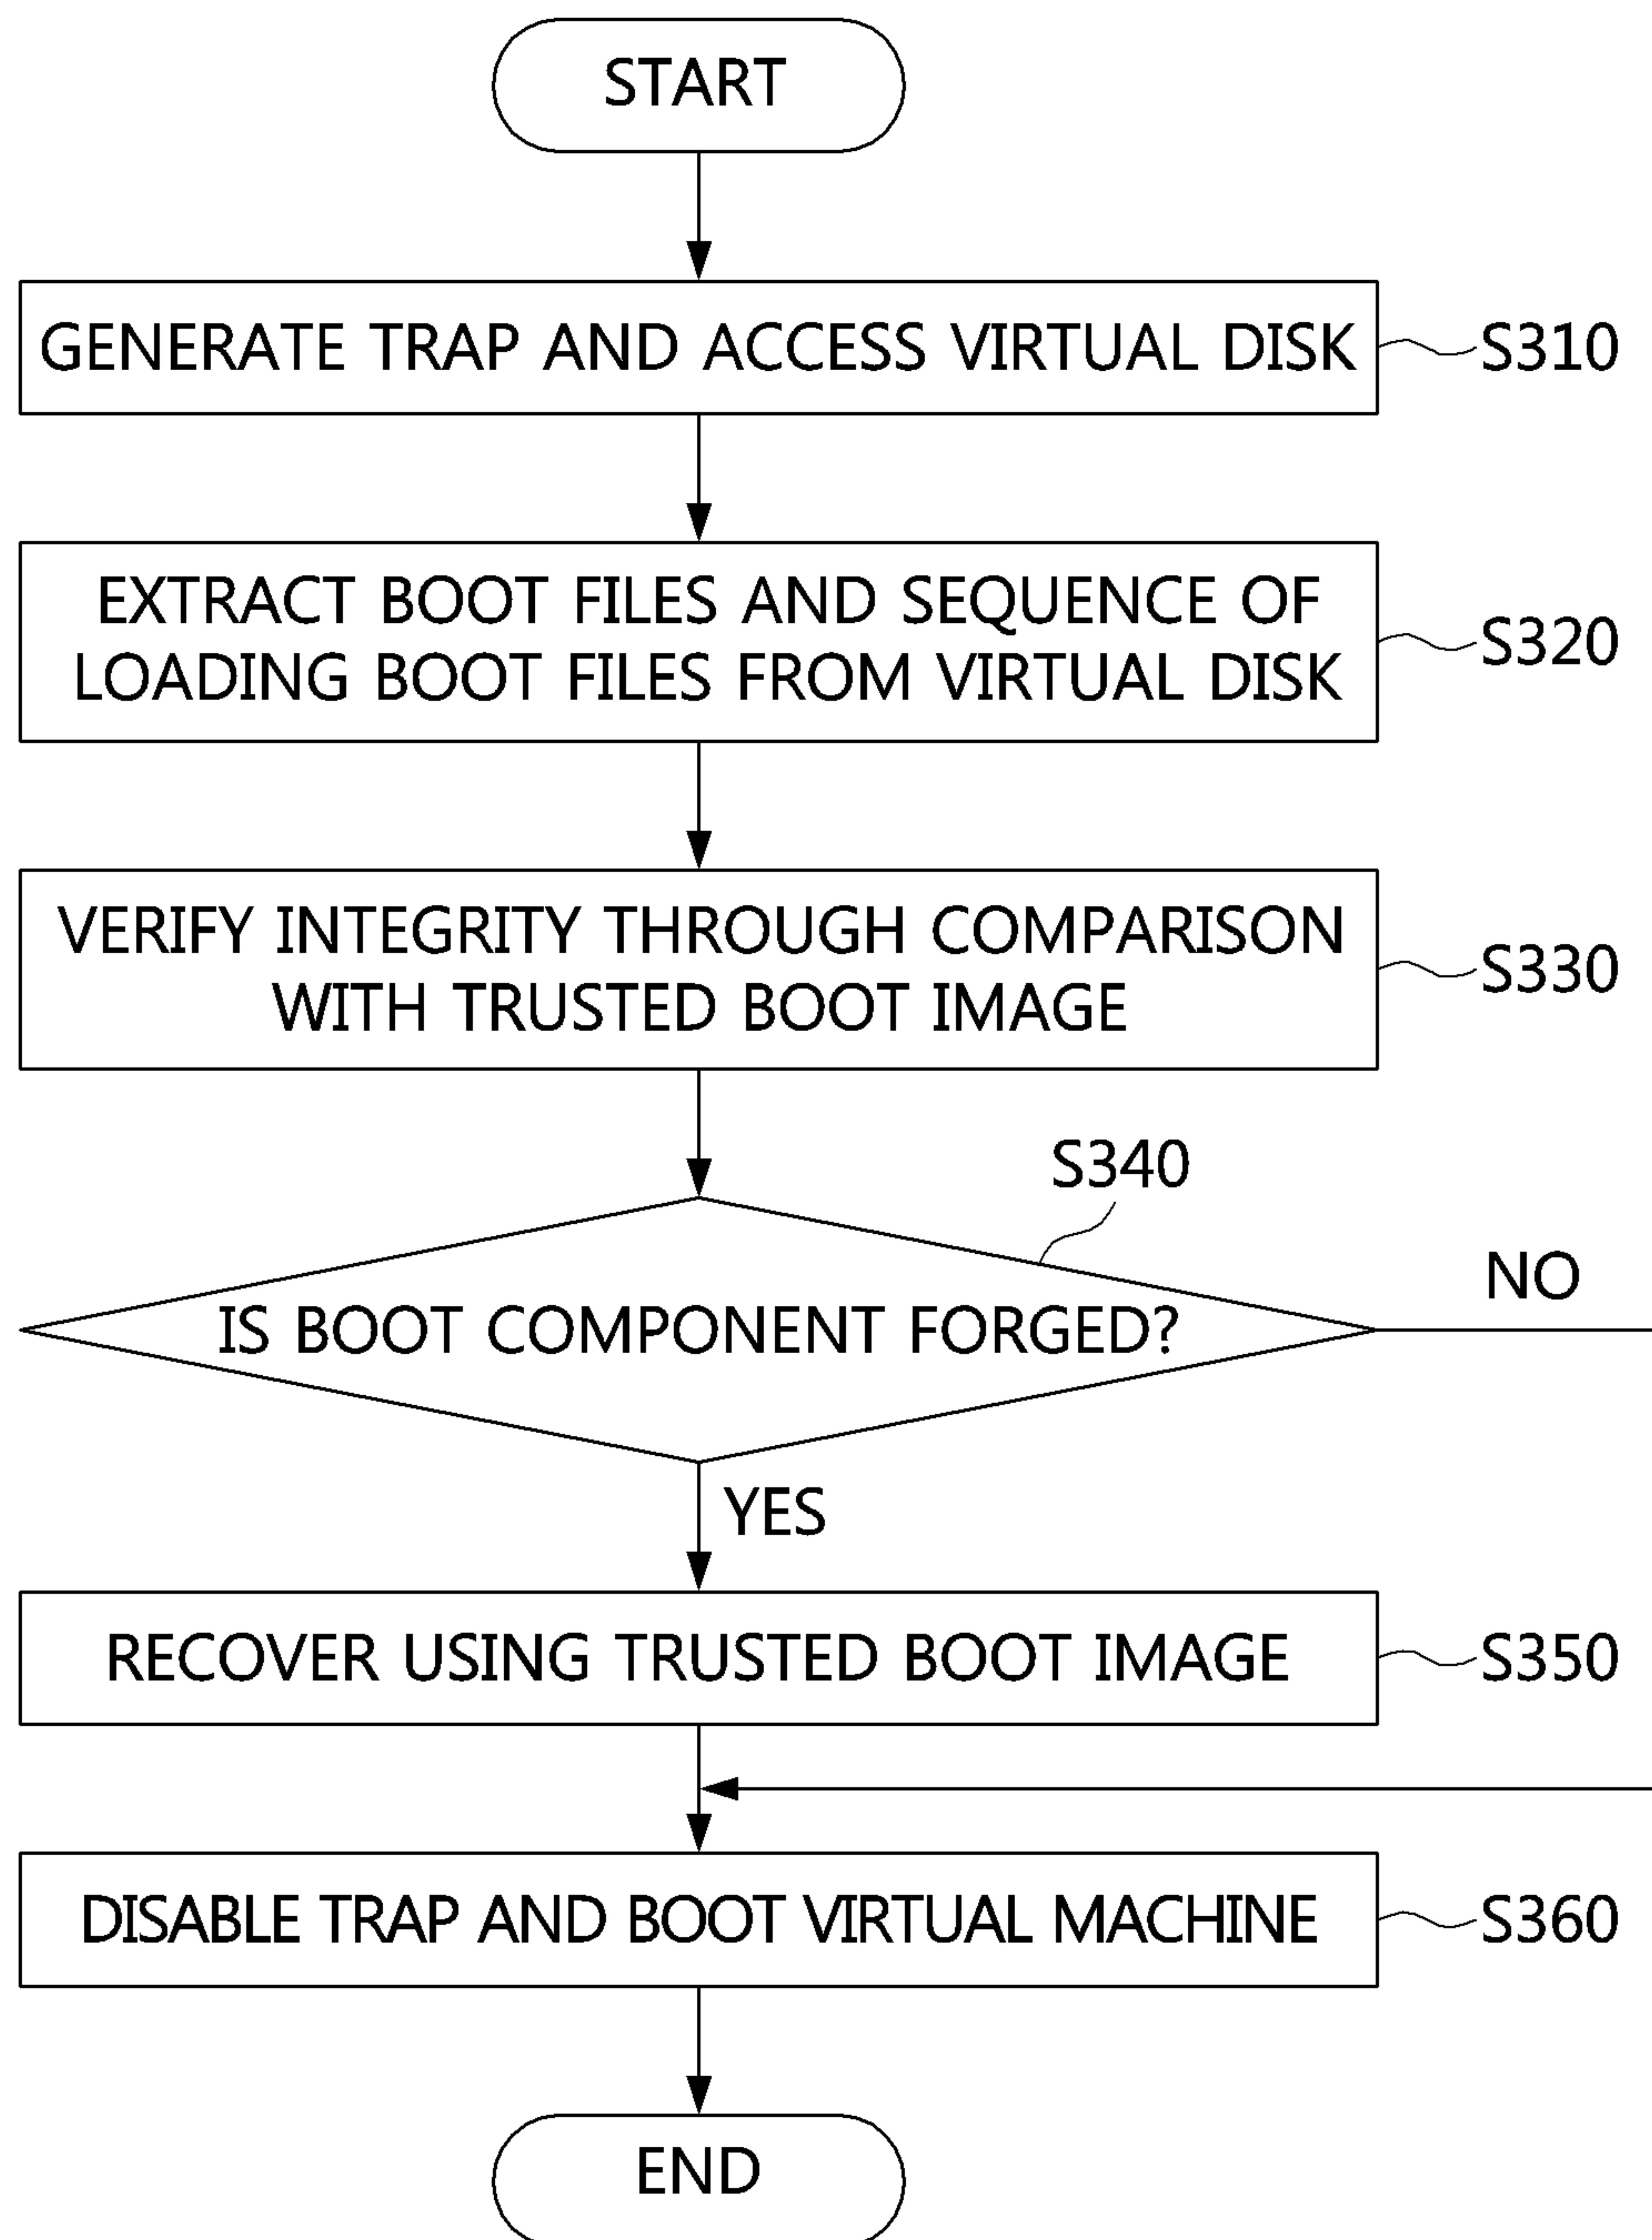 START
GENERATE TRAP AND ACCESS VIRTUAL DISK
S310
EXTRACT BOOT FILES AND SEQUENCE OF
LOADING BOOT FILES FROM VIRTUAL DISK
S320
VERIFY INTEGRITY THROUGH COMPARISON
WITH TRUSTED BOOT IMAGE
S330
S340
IS BOOT COMPONENT FORGED?
NO
YES
RECOVER USING TRUSTED BOOT IMAGE
S350
DISABLE TRAP AND BOOT VIRTUAL MACHINE
S360
END